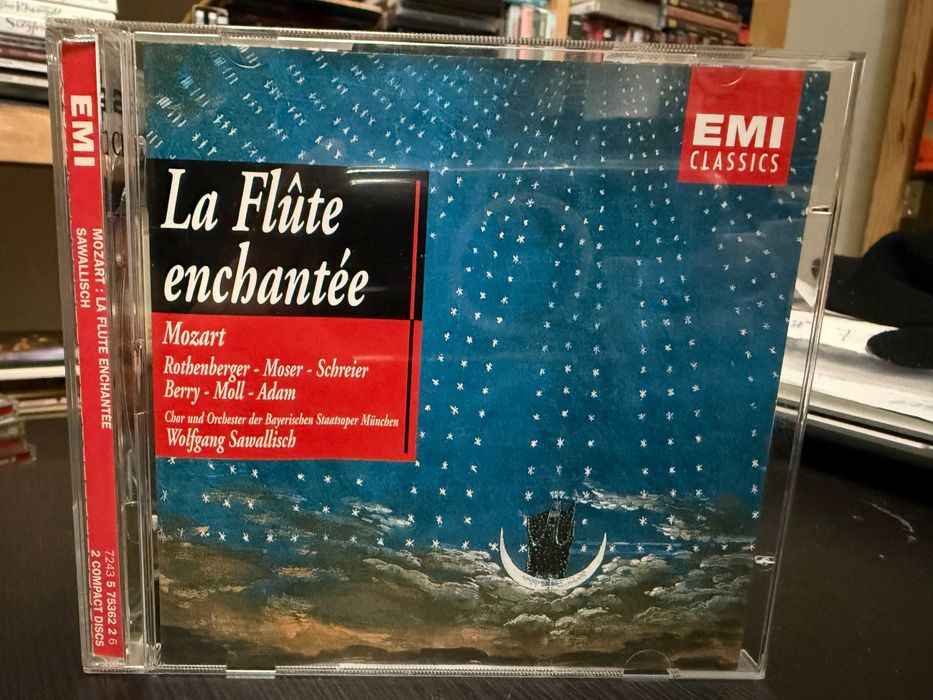 EMI
MOZART : LA FLUTE ENCHANTÉE
SAWALLISCH
7243 5 75362 2 6
2 COMPACT DISCS
EMI
CLASSICS
La Flûte
enchantée
Mozart
Rothenberger - Moser - Schreier
Berry - Moll - Adam
Chor und Orchester der Bayerischen Staatsoper München
Wolfgang Sawallisch